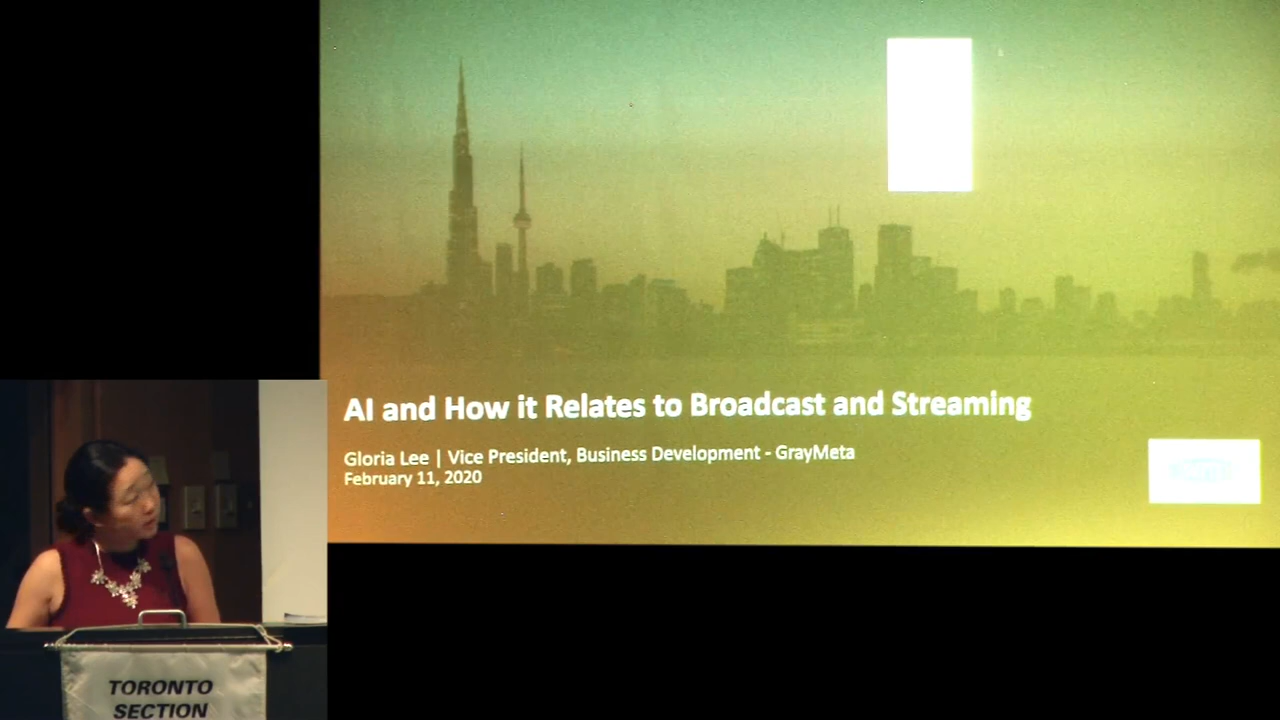 AI and How it Relates to Broadcast and Streaming
Gloria Lee | Vice President, Business Development - GrayMeta
February 11, 2020
TORONTO
SECTION